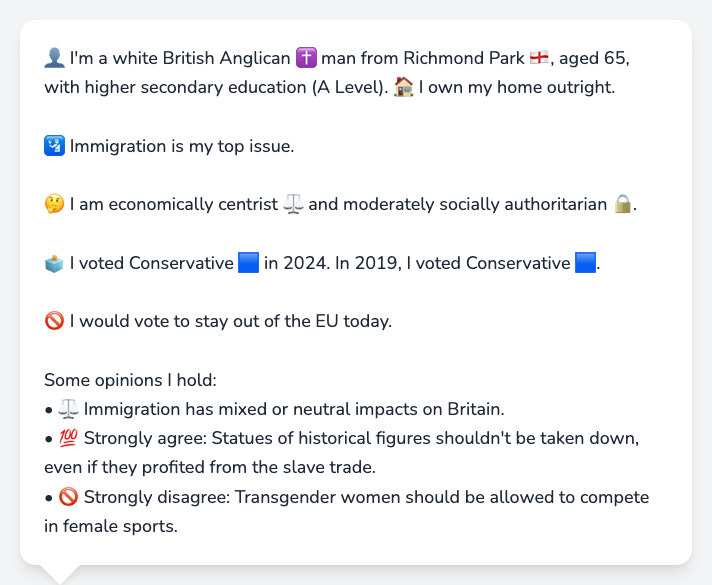 👤 I'm a white British Anglican ✝️ man from Richmond Park 🏴󠁧󠁢󠁥󠁮󠁧󠁿, aged 65,
with higher secondary education (A Level). 🏠 I own my home outright.
🛂 Immigration is my top issue.
🤔 I am economically centrist ⚖️ and moderately socially authoritarian 🔒.
🗳️ I voted Conservative 🟦 in 2024. In 2019, I voted Conservative 🟦.
🚫 I would vote to stay out of the EU today.
Some opinions I hold:
• ⚖️ Immigration has mixed or neutral impacts on Britain.
• 💯 Strongly agree: Statues of historical figures shouldn't be taken down,
even if they profited from the slave trade.
• 🚫 Strongly disagree: Transgender women should be allowed to compete
in female sports.